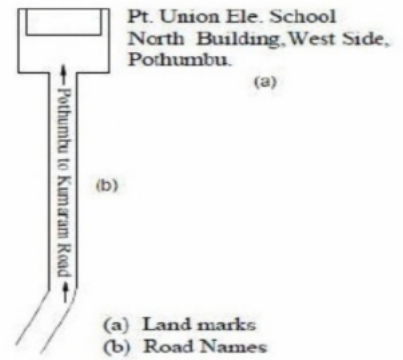 Pt. Union Ele. School
North Building, West Side,
Pothumbu.
(a)
Pothumbu to Kumaram Road
(b)
(a) Land marks
(b) Road Names